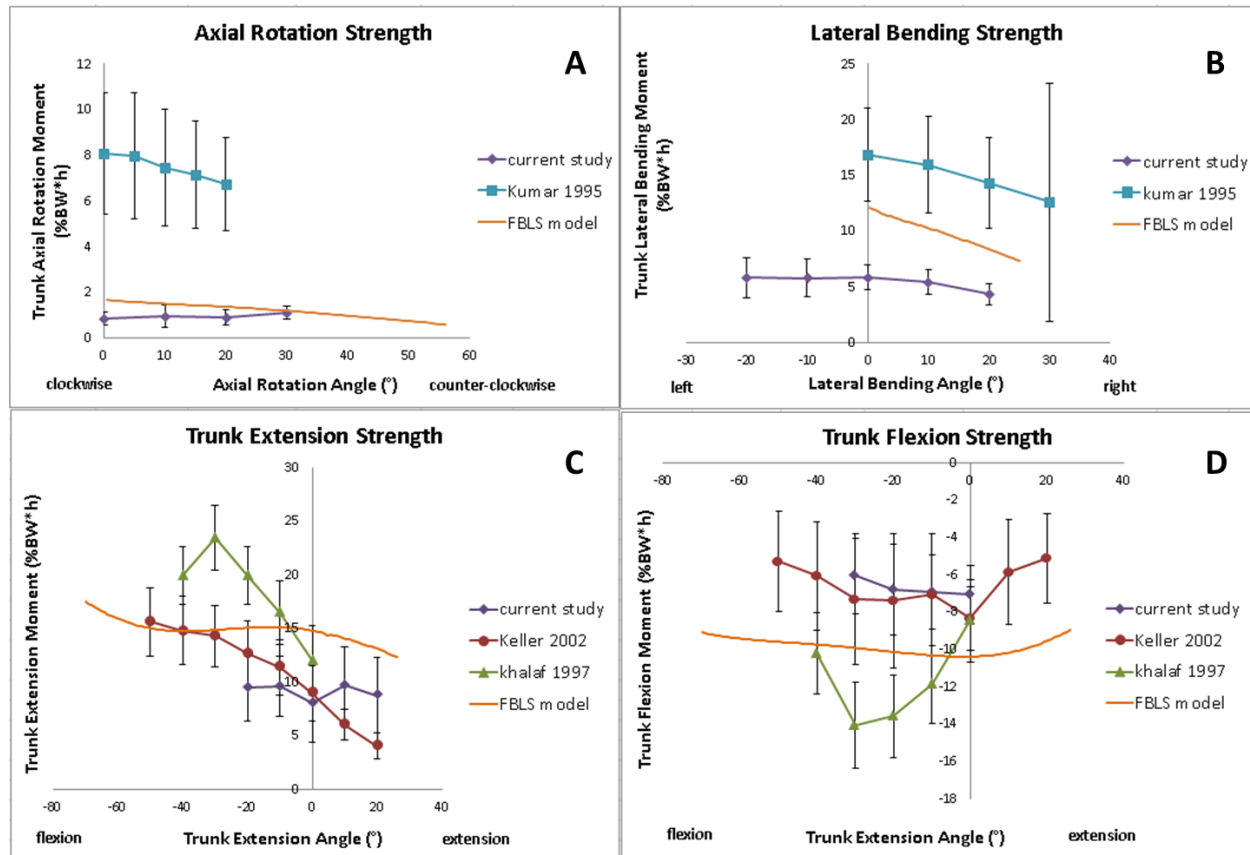 Axial Rotation Strength
A
Trunk Axial Rotation Moment
(%BW*h)
12
10
8
6
4
2
0
0
10
20
30
40
50
60
clockwise
Axial Rotation Angle (°)
counter-clockwise
current study
Kumar 1995
FBLS model
Lateral Bending Strength
B
Trunk Lateral Bending Moment
(%BW*h)
25
20
15
10
5
0
-30
-20
-10
0
10
20
30
40
left
Lateral Bending Angle (°)
right
current study
kumar 1995
FBLS model
Trunk Extension Strength
C
Trunk Extension Moment (%BW*h)
30
25
20
15
10
5
0
-80
-60
-40
-20
0
20
40
flexion
Trunk Extension Angle (°)
extension
current study
Keller 2002
khalaf 1997
FBLS model
Trunk Flexion Strength
D
Trunk Flexion Moment (%BW*h)
-80
-60
-40
-20
0
20
40
0
-2
-4
-6
-8
-10
-12
-14
-16
-18
flexion
Trunk Extension Angle (°)
extension
current study
Keller 2002
khalaf 1997
FBLS model